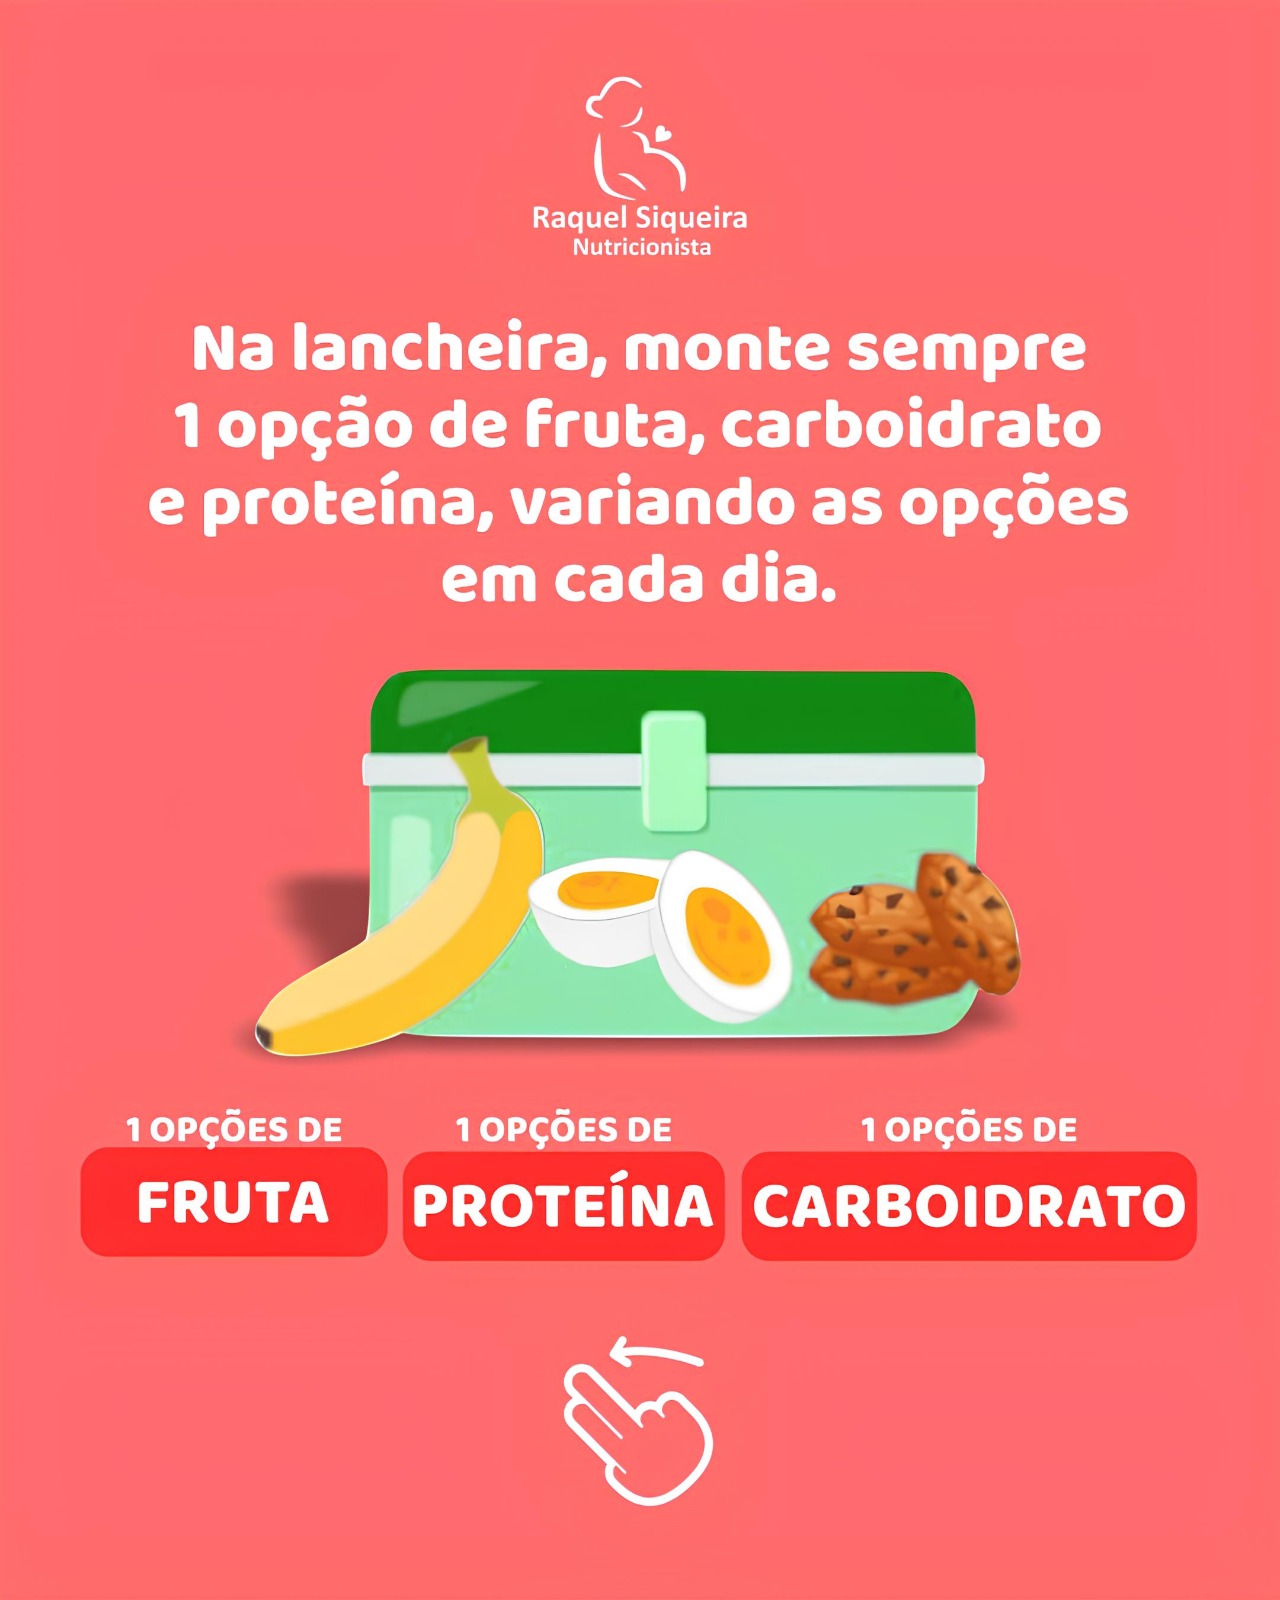 Raquel Siqueira
Nutricionista
Na lancheira, monte sempre
1 opção de fruta, carboidrato
e proteína, variando as opções
em cada dia.
1 OPÇÕES DE
FRUTA
1 OPÇÕES DE
PROTEÍNA
1 OPÇÕES DE
CARBOIDRATO